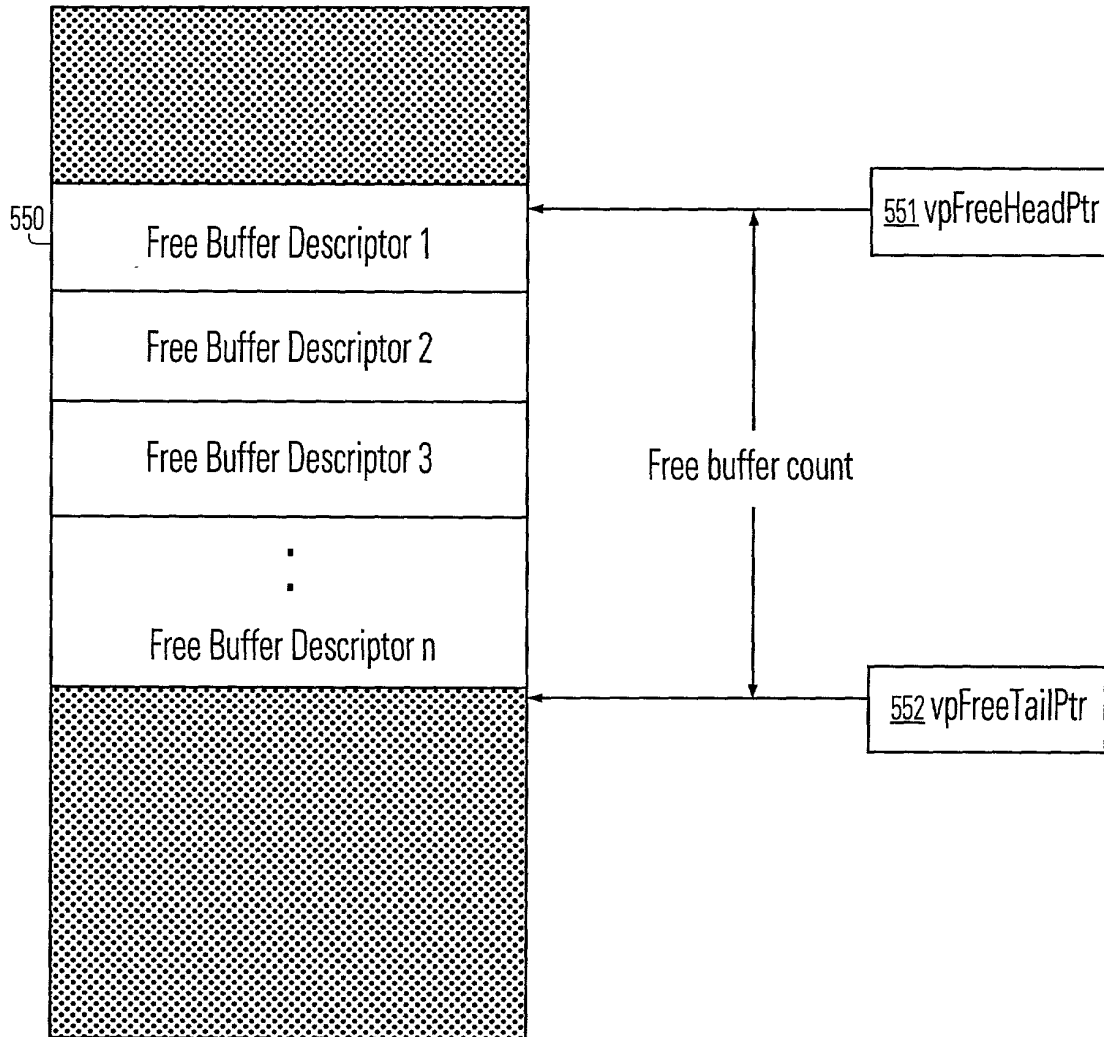 551 vpFreeHeadPtr
550
Free Buffer Descriptor 1
Free Buffer Descriptor 2
Free Buffer Descriptor 3
Free buffer count
:
Free Buffer Descriptor n
552 vpFreeTailPtr